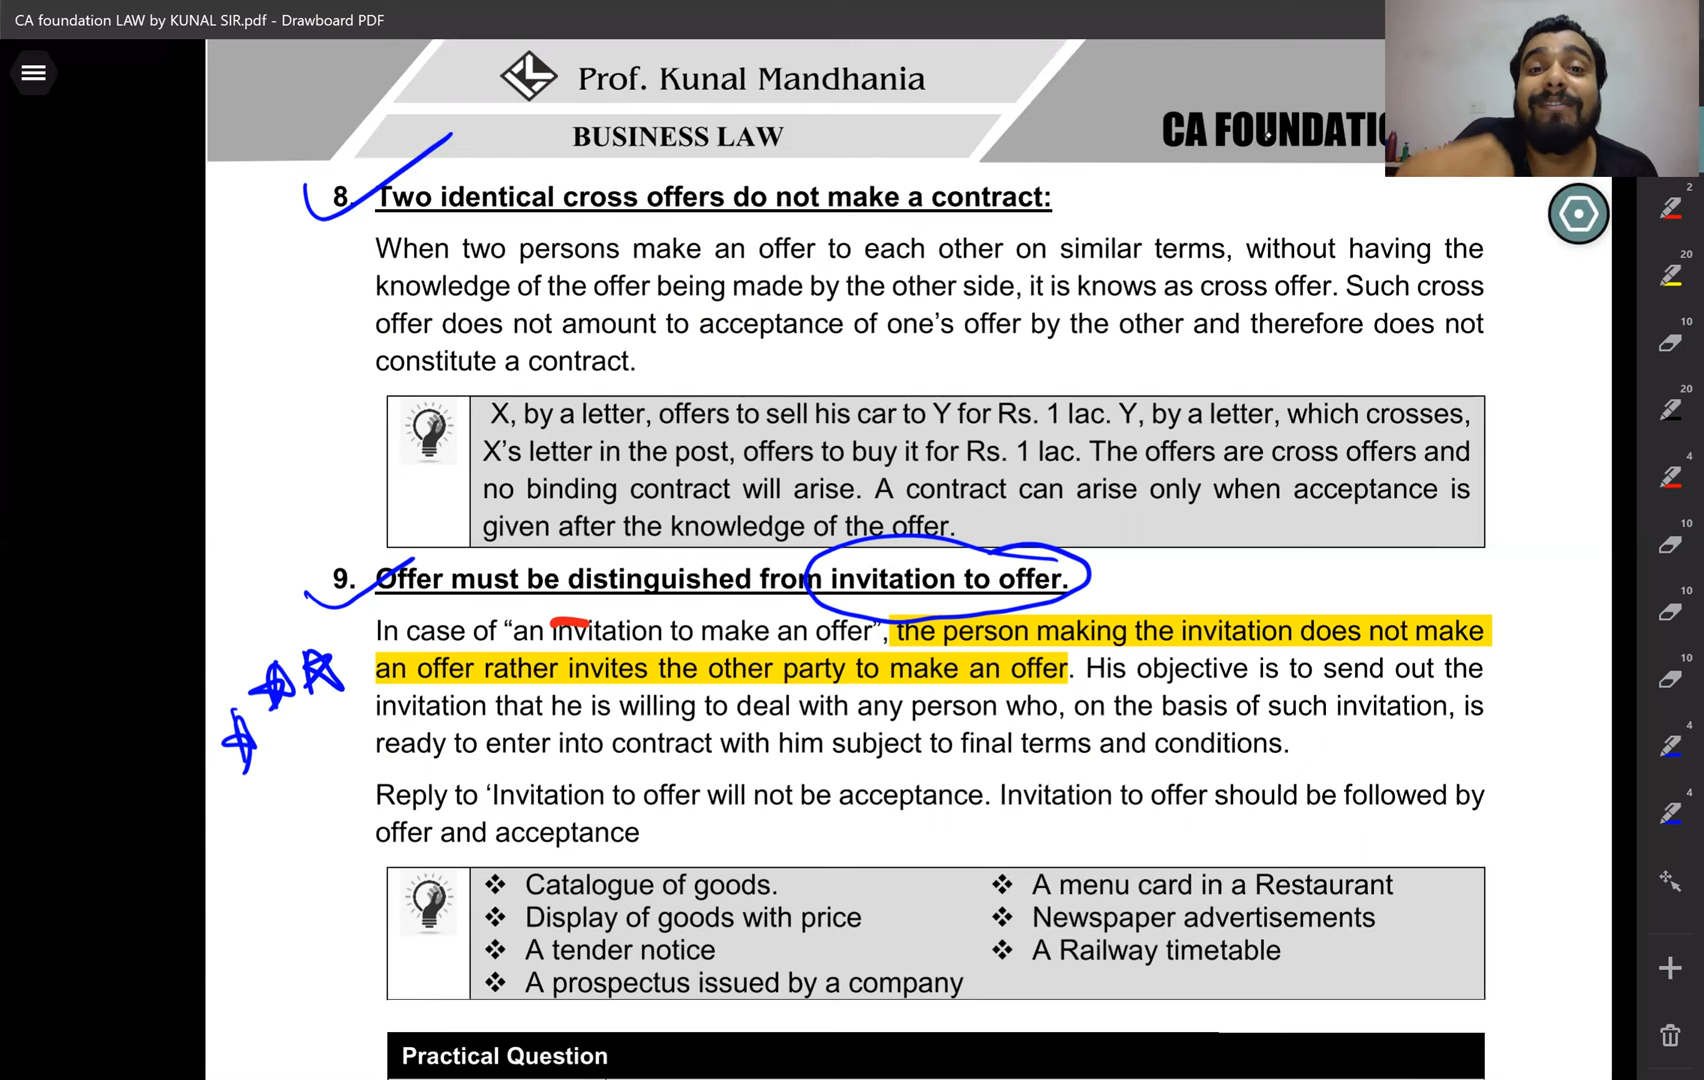 CA foundation LAW by KUNAL SIR.pdf - Drawboard PDF
Prof. Kunal Mandhania
BUSINESS LAW
CA FOUNDATI
8. Two identical cross offers do not make a contract:
When two persons make an offer to each other on similar terms, without having the
knowledge of the offer being made by the other side, it is knows as cross offer. Such cross
offer does not amount to acceptance of one’s offer by the other and therefore does not
constitute a contract.
X, by a letter, offers to sell his car to Y for Rs. 1 lac. Y, by a letter, which crosses,
X’s letter in the post, offers to buy it for Rs. 1 lac. The offers are cross offers and
no binding contract will arise. A contract can arise only when acceptance is
given after the knowledge of the offer.
9. Offer must be distinguished from invitation to offer.
In case of “an invitation to make an offer”, the person making the invitation does not make
an offer rather invites the other party to make an offer. His objective is to send out the
invitation that he is willing to deal with any person who, on the basis of such invitation, is
ready to enter into contract with him subject to final terms and conditions.
Reply to ‘Invitation to offer will not be acceptance. Invitation to offer should be followed by
offer and acceptance
❖ Catalogue of goods.
❖ Display of goods with price
❖ A tender notice
❖ A prospectus issued by a company
❖ A menu card in a Restaurant
❖ Newspaper advertisements
❖ A Railway timetable
Practical Question
2
20
10
20
4
10
10
10
4
4